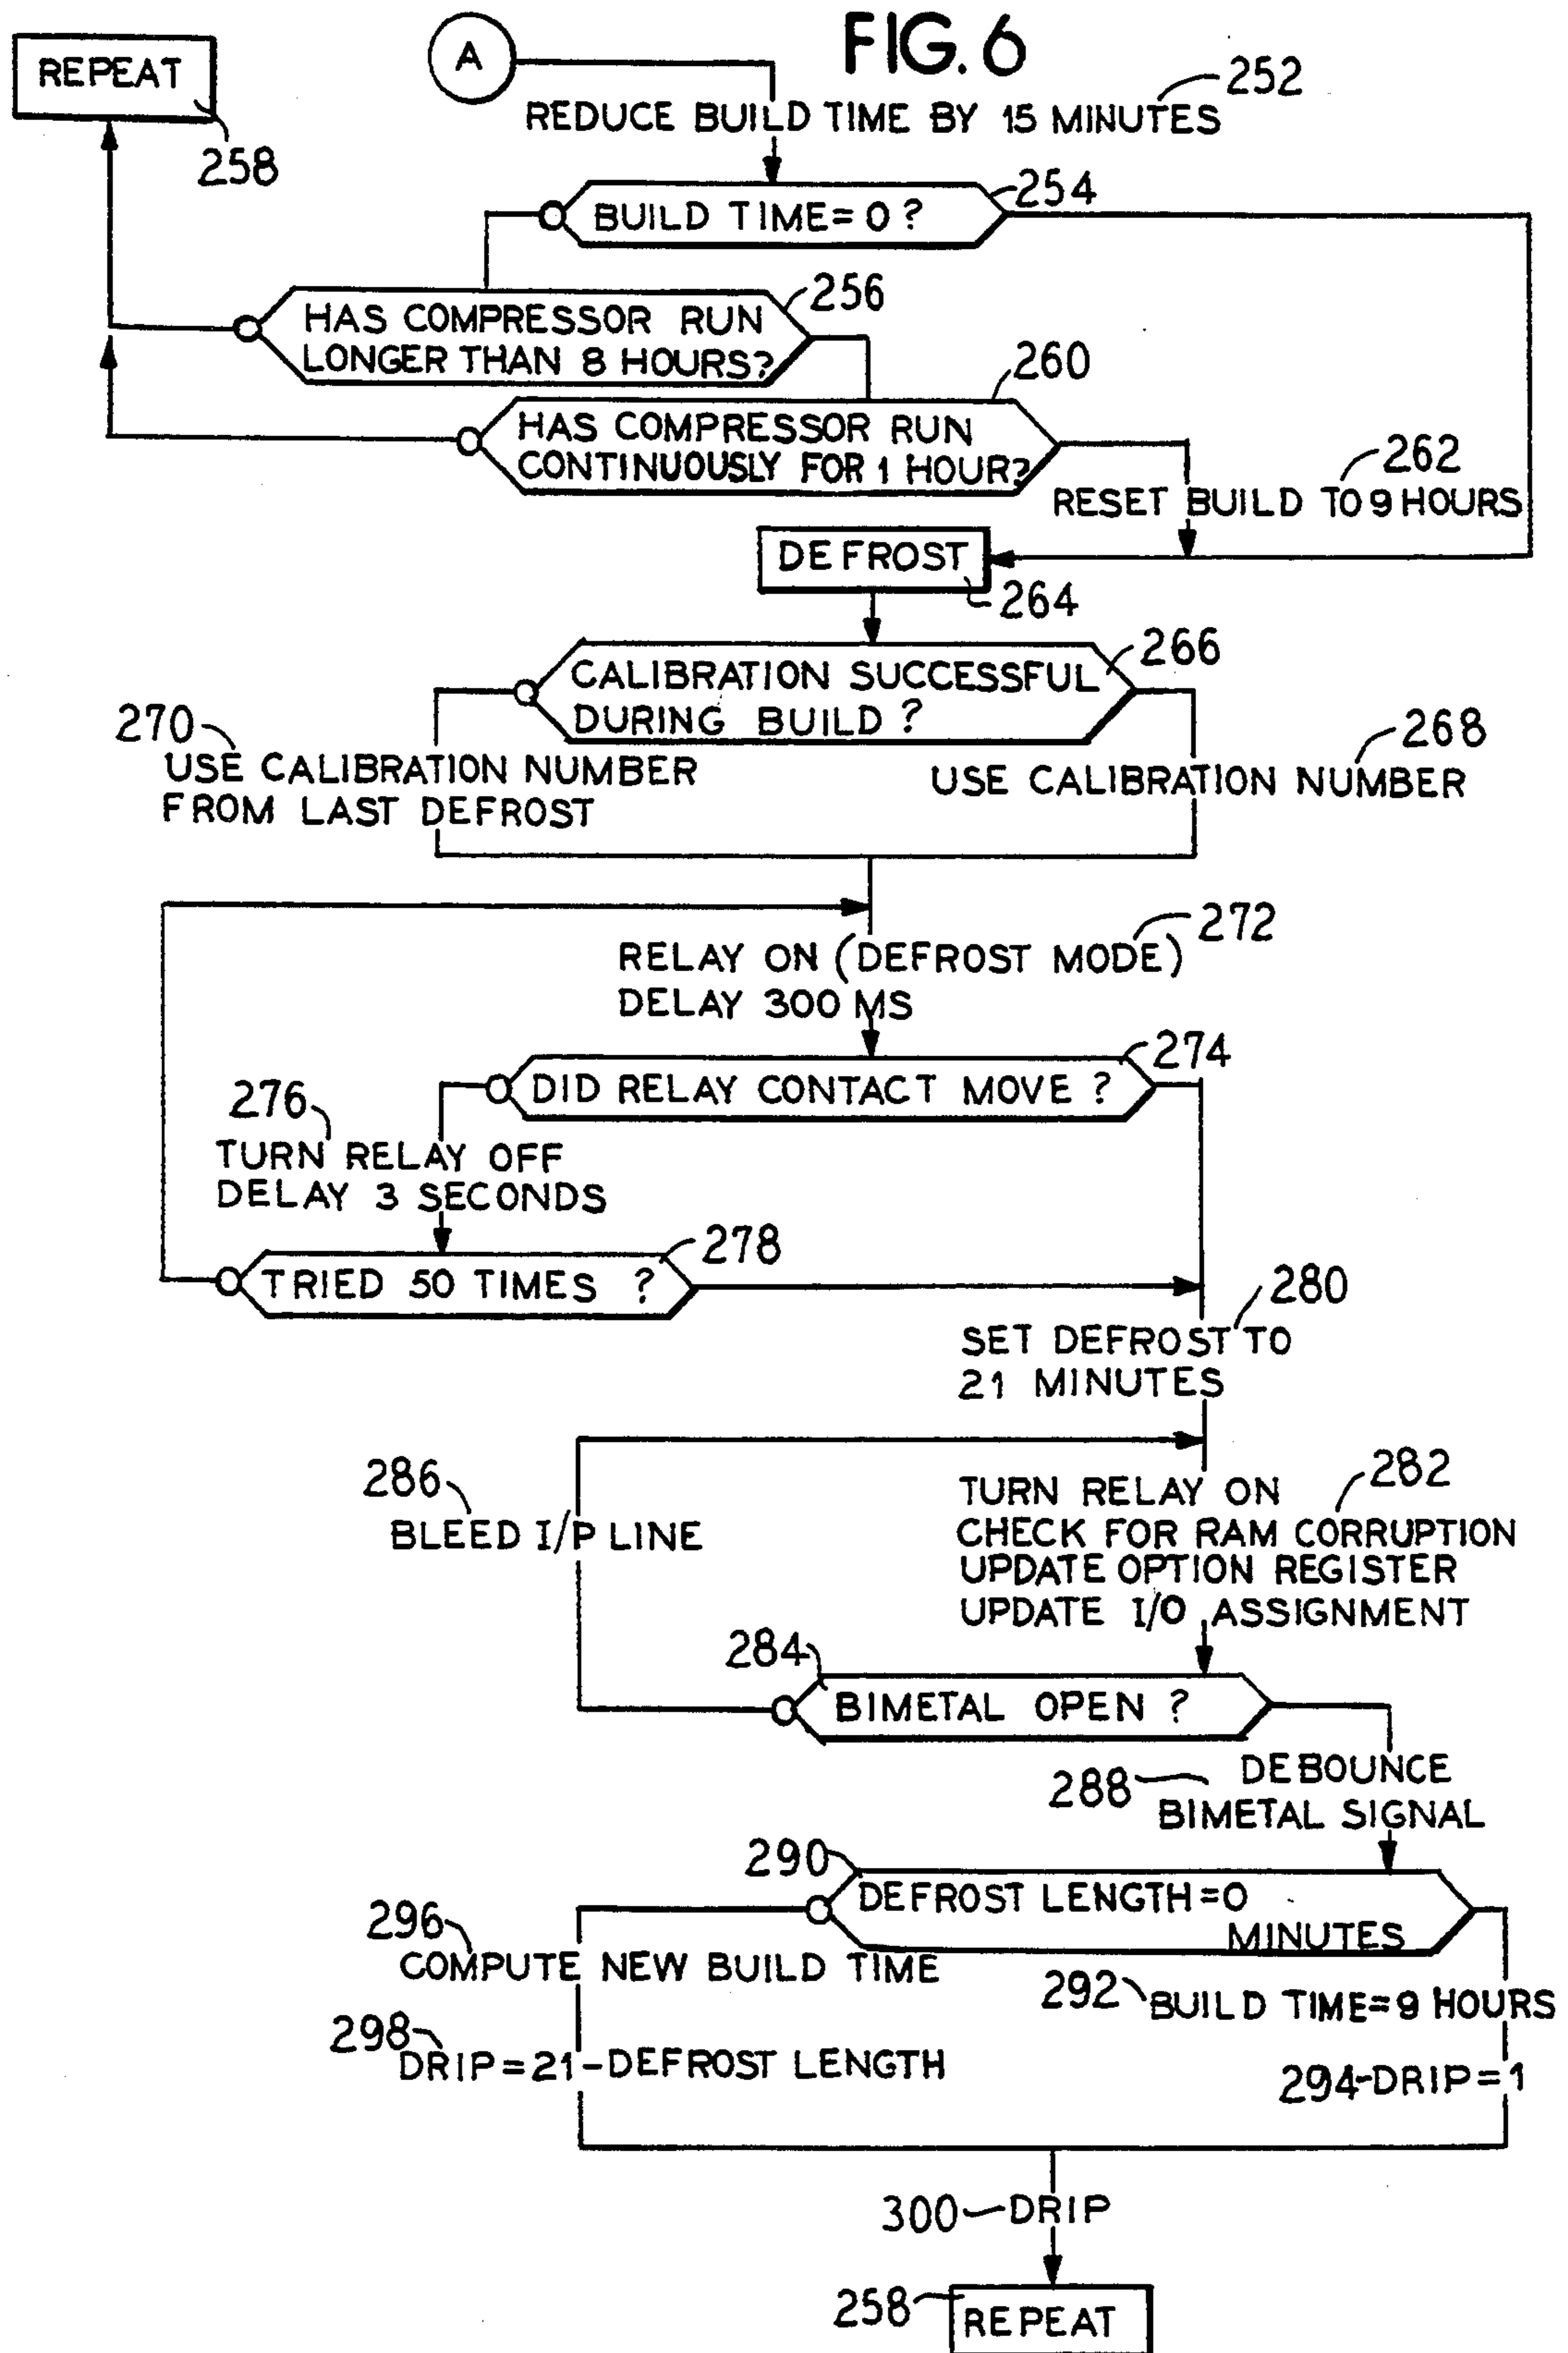 FIG. 6
REPEAT
258
A
252
REDUCE BUILD TIME BY 15 MINUTES
254
BUILD TIME=0?
256
HAS COMPRESSOR RUN
LONGER THAN 8 HOURS?
260
HAS COMPRESSOR RUN
CONTINUOUSLY FOR 1 HOUR?
262
RESET BUILD TO 9 HOURS
DEFROST
264
266
CALIBRATION SUCCESSFUL
DURING BUILD ?
270
USE CALIBRATION NUMBER
FROM LAST DEFROST
268
USE CALIBRATION NUMBER
272
RELAY ON (DEFROST MODE)
DELAY 300 MS
274
DID RELAY CONTACT MOVE ?
276
TURN RELAY OFF
DELAY 3 SECONDS
278
TRIED 50 TIMES ?
280
SET DEFROST TO
21 MINUTES
286
BLEED I/P LINE
282
TURN RELAY ON
CHECK FOR RAM CORRUPTION
UPDATE OPTION REGISTER
UPDATE I/O ASSIGNMENT
284
BIMETAL OPEN ?
288
DEBOUNCE
BIMETAL SIGNAL
290
DEFROST LENGTH=0
MINUTES
296
COMPUTE NEW BUILD TIME
292
BUILD TIME=9 HOURS
298
DRIP=21-DEFROST LENGTH
294-DRIP=1
300 DRIP
258
REPEAT